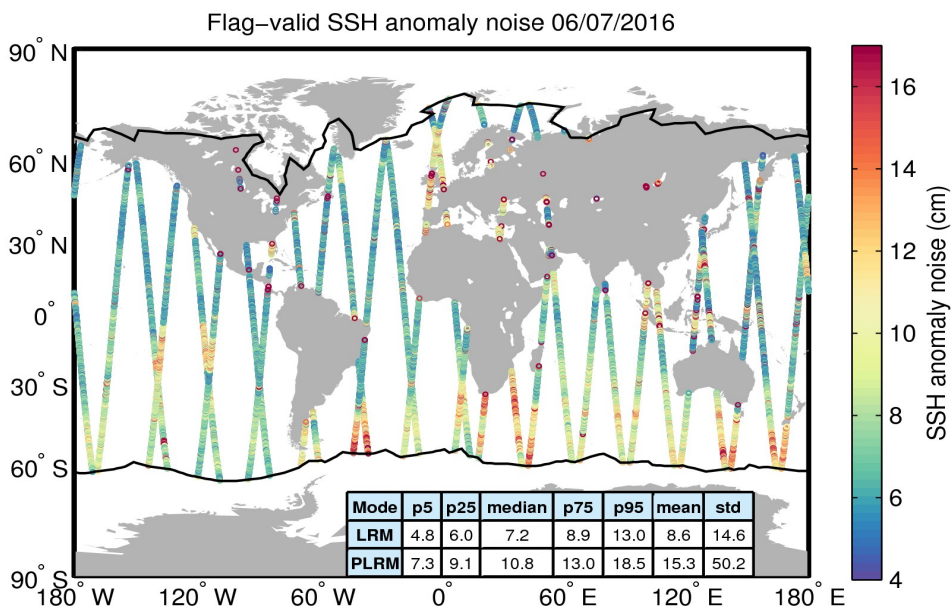 Flag−valid SSH anomaly noise 06/07/2016
90° N
60° N
30° N
0°
30° S
60° S
90° S
180° W 120° W 60° W 0° 60° E 120° E 180° E
Mode p5 p25 median p75 p95 mean std
LRM 4.8 6.0 7.2 8.9 13.0 8.6 14.6
PLRM 7.3 9.1 10.8 13.0 18.5 15.3 50.2
16
14
12
10
8
6
4
SSH anomaly noise (cm)